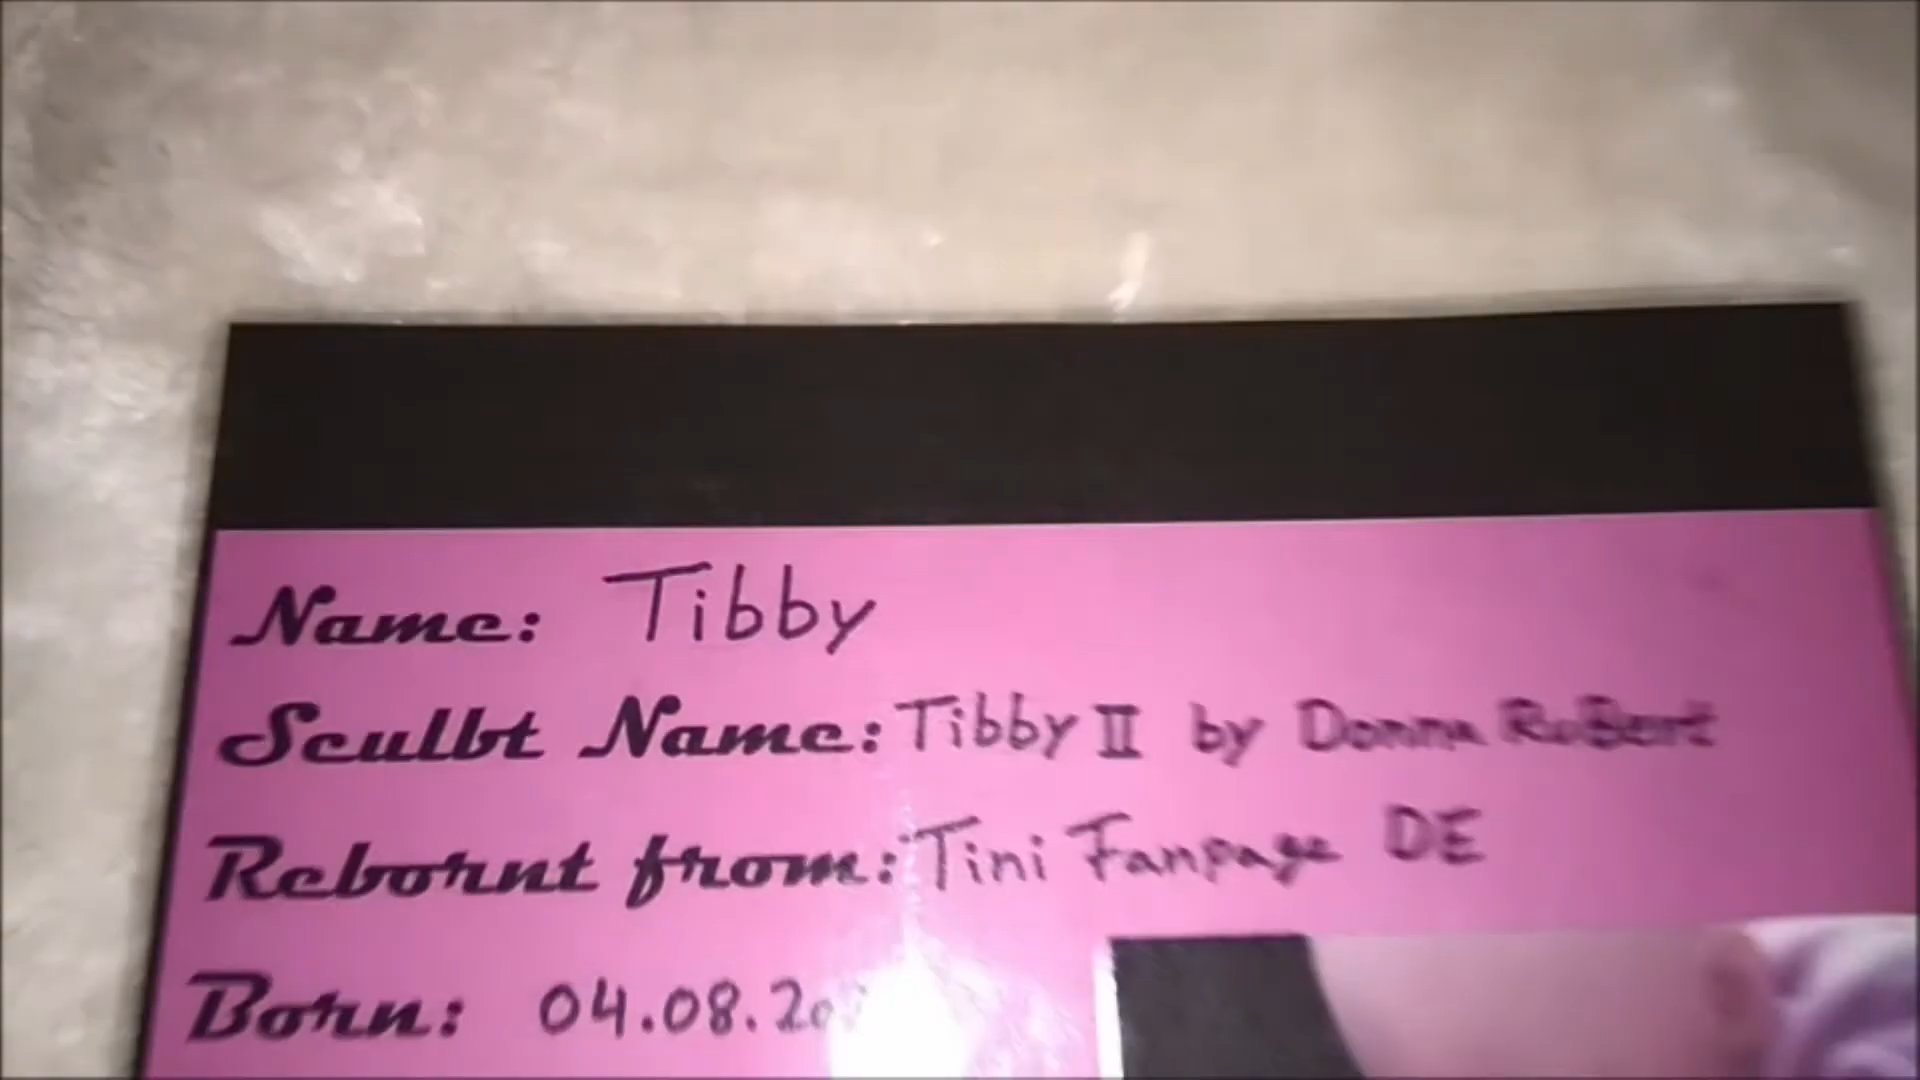 Name: Tibby
Sculbt Name: Tibby II by Donna RuBert
Rebornt from: Tini Fanpage DE
Born: 04.08.